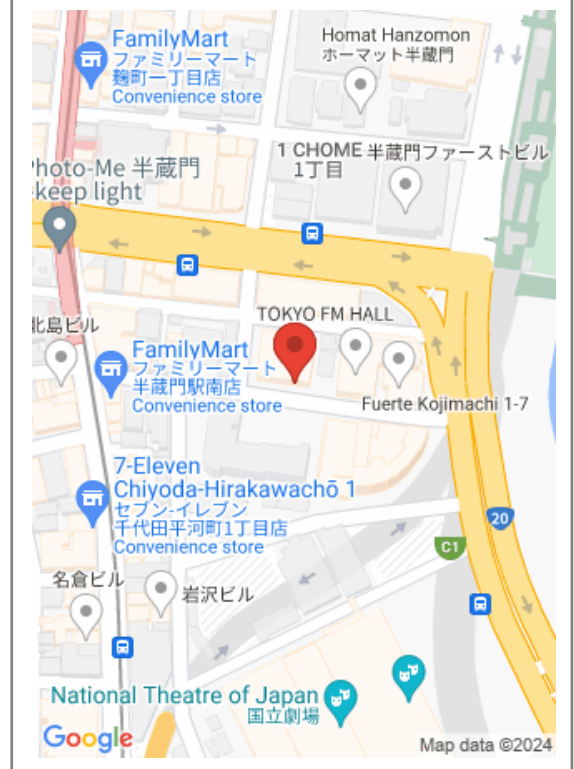 FamilyMart
ファミリーマート
麹町一丁目店
Convenience store
Homat Hanzomon
ホーマット半蔵門
1 CHOME
1丁目
半蔵門ファーストビル
Photo-Me 半蔵門
keep light
TOKYO FM HALL
北島ビル
FamilyMart
ファミリーマート
半蔵門駅南店
Convenience store
Fuerte Kojimachi 1-7
7-Eleven
Chiyoda-Hirakawachō 1
セブン-イレブン
千代田平河町1丁目店
Convenience store
20
C1
名倉ビル
岩沢ビル
National Theatre of Japan
国立劇場
Google
Map data ©2024